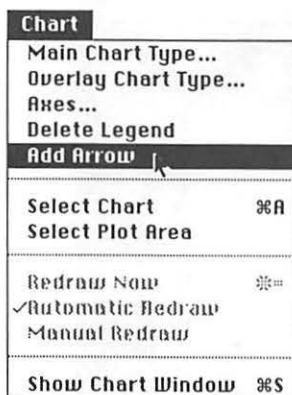 Chart
Main Chart Type...
Overlay Chart Type...
Axes...
Delete Legend
Add Arrow
Select Chart ⌘A
Select Plot Area
Redraw Now ⌘=
✓Automatic Redraw
Manual Redraw
Show Chart Window ⌘S